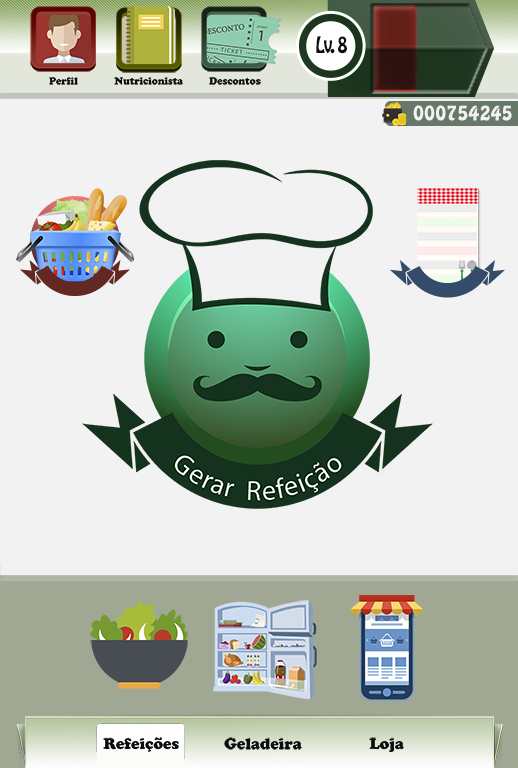 Perfil
Nutricionista
Descontos
ESCONTO
TICKET
1
Lv. 8
000754245
Gerar Refeição
Refeições
Geladeira
Loja